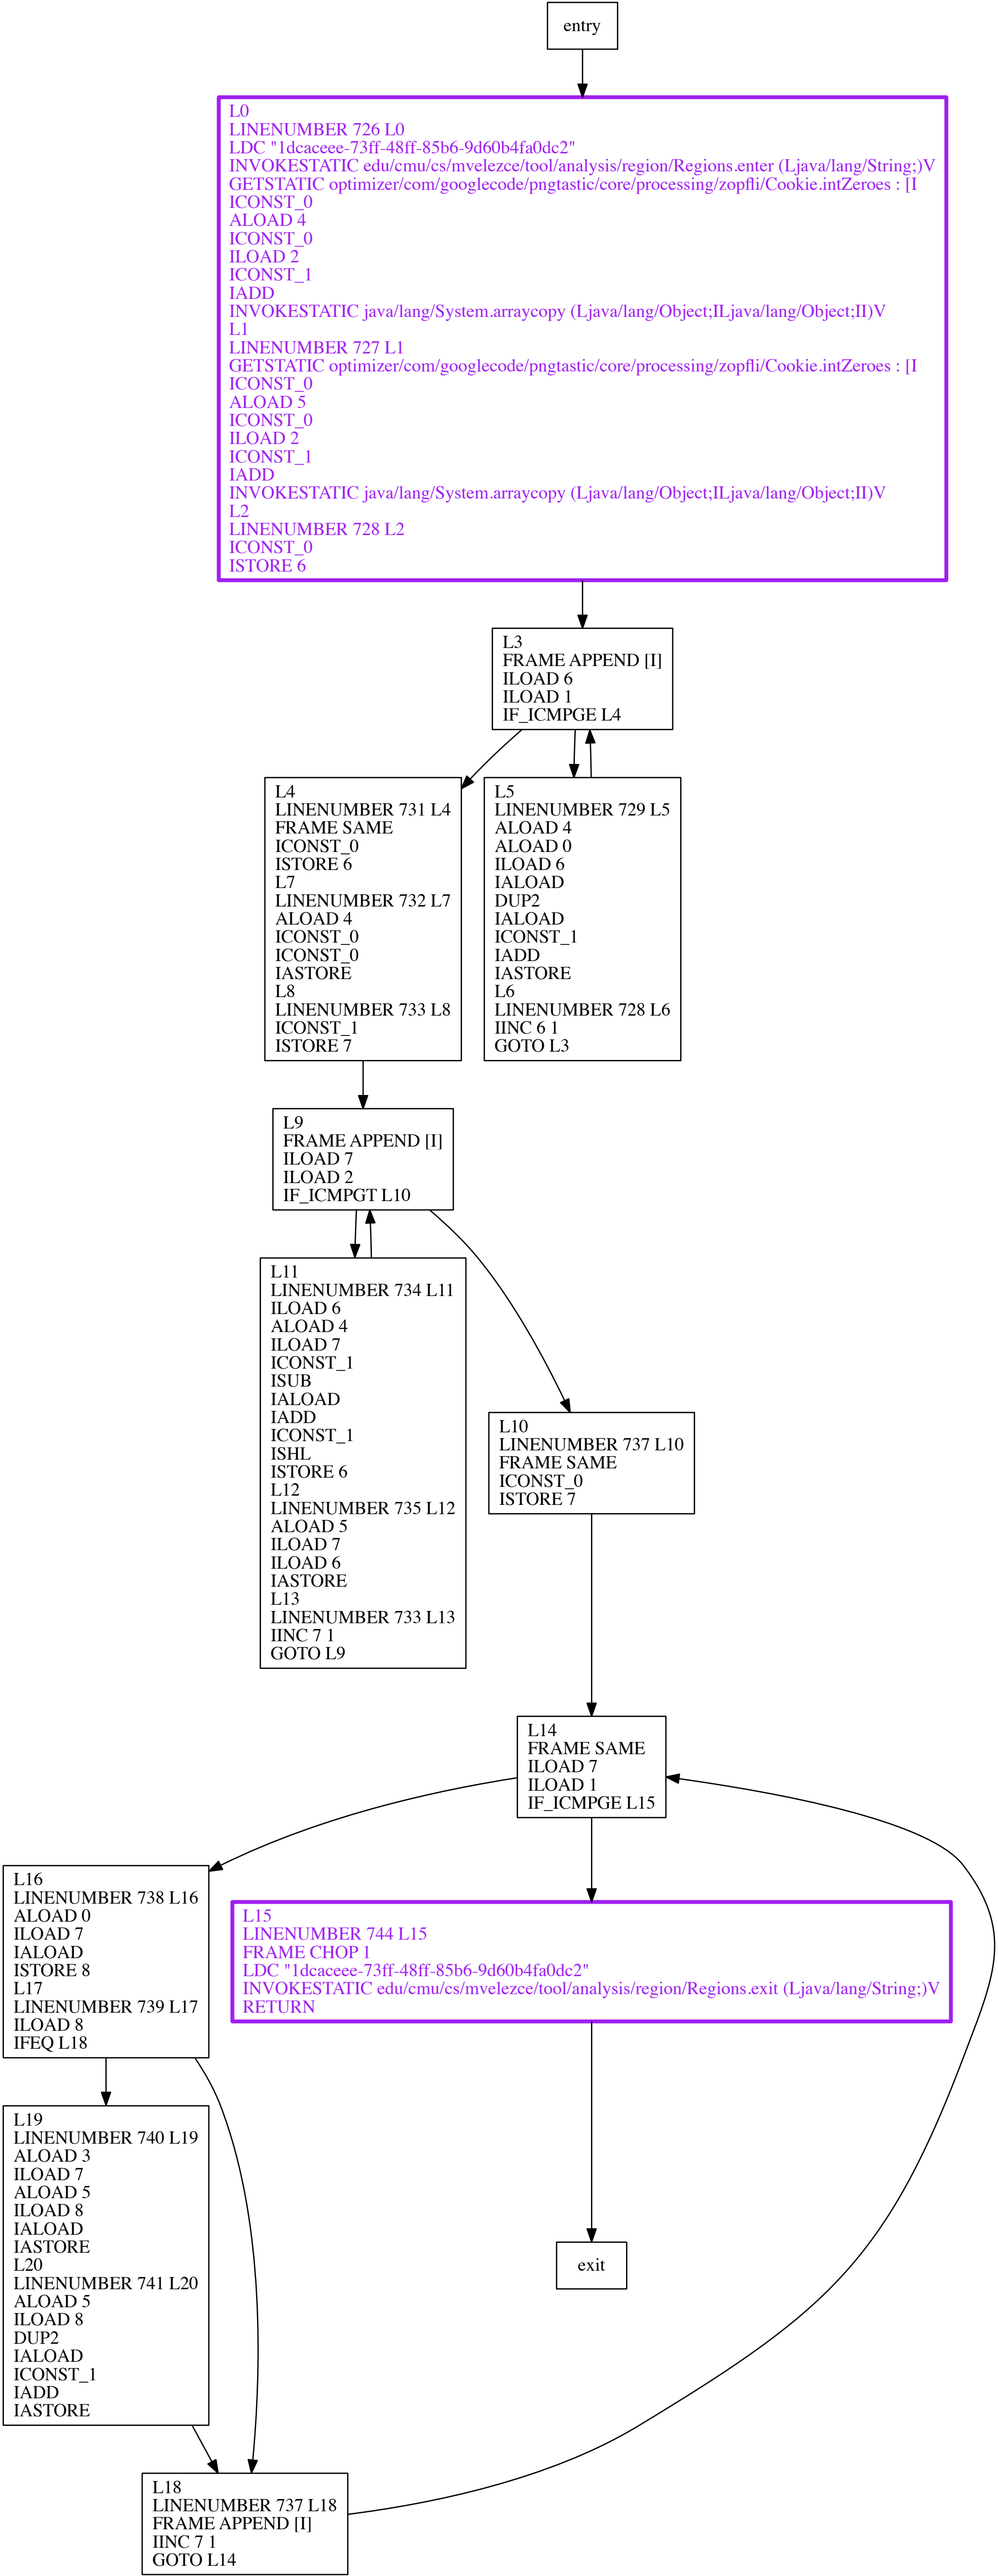 entry
L0
LINENUMBER 726 L0
LDC "1dcaceee-73ff-48ff-85b6-9d60b4fa0dc2"
INVOKESTATIC edu/cmu/cs/mvelezce/tool/analysis/region/Regions.enter (Ljava/lang/String;)V
GETSTATIC optimizer/com/googlecode/pngtastic/core/processing/zopfli/Cookie.intZeroes : [I
ICONST_0
ALOAD 4
ICONST_0
ILOAD 2
ICONST_1
IADD
INVOKESTATIC java/lang/System.arraycopy (Ljava/lang/Object;ILjava/lang/Object;II)V
L1
LINENUMBER 727 L1
GETSTATIC optimizer/com/googlecode/pngtastic/core/processing/zopfli/Cookie.intZeroes : [I
ICONST_0
ALOAD 5
ICONST_0
ILOAD 2
ICONST_1
IADD
INVOKESTATIC java/lang/System.arraycopy (Ljava/lang/Object;ILjava/lang/Object;II)V
L2
LINENUMBER 728 L2
ICONST_0
ISTORE 6
L3
FRAME APPEND [I]
ILOAD 6
ILOAD 1
IF_ICMPGE L4
L4
LINENUMBER 731 L4
FRAME SAME
ICONST_0
ISTORE 6
L7
LINENUMBER 732 L7
ALOAD 4
ICONST_0
ICONST_0
IASTORE
L8
LINENUMBER 733 L8
ICONST_1
ISTORE 7
L5
LINENUMBER 729 L5
ALOAD 4
ALOAD 0
ILOAD 6
IALOAD
DUP2
IALOAD
ICONST_1
IADD
IASTORE
L6
LINENUMBER 728 L6
IINC 6 1
GOTO L3
L9
FRAME APPEND [I]
ILOAD 7
ILOAD 2
IF_ICMPGT L10
L11
LINENUMBER 734 L11
ILOAD 6
ALOAD 4
ILOAD 7
ICONST_1
ISUB
IALOAD
IADD
ICONST_1
ISHL
ISTORE 6
L12
LINENUMBER 735 L12
ALOAD 5
ILOAD 7
ILOAD 6
IASTORE
L13
LINENUMBER 733 L13
IINC 7 1
GOTO L9
L10
LINENUMBER 737 L10
FRAME SAME
ICONST_0
ISTORE 7
L14
FRAME SAME
ILOAD 7
ILOAD 1
IF_ICMPGE L15
L16
LINENUMBER 738 L16
ALOAD 0
ILOAD 7
IALOAD
ISTORE 8
L17
LINENUMBER 739 L17
ILOAD 8
IFEQ L18
L15
LINENUMBER 744 L15
FRAME CHOP 1
LDC "1dcaceee-73ff-48ff-85b6-9d60b4fa0dc2"
INVOKESTATIC edu/cmu/cs/mvelezce/tool/analysis/region/Regions.exit (Ljava/lang/String;)V
RETURN
L19
LINENUMBER 740 L19
ALOAD 3
ILOAD 7
ALOAD 5
ILOAD 8
IALOAD
IASTORE
L20
LINENUMBER 741 L20
ALOAD 5
ILOAD 8
DUP2
IALOAD
ICONST_1
IADD
IASTORE
exit
L18
LINENUMBER 737 L18
FRAME APPEND [I]
IINC 7 1
GOTO L14